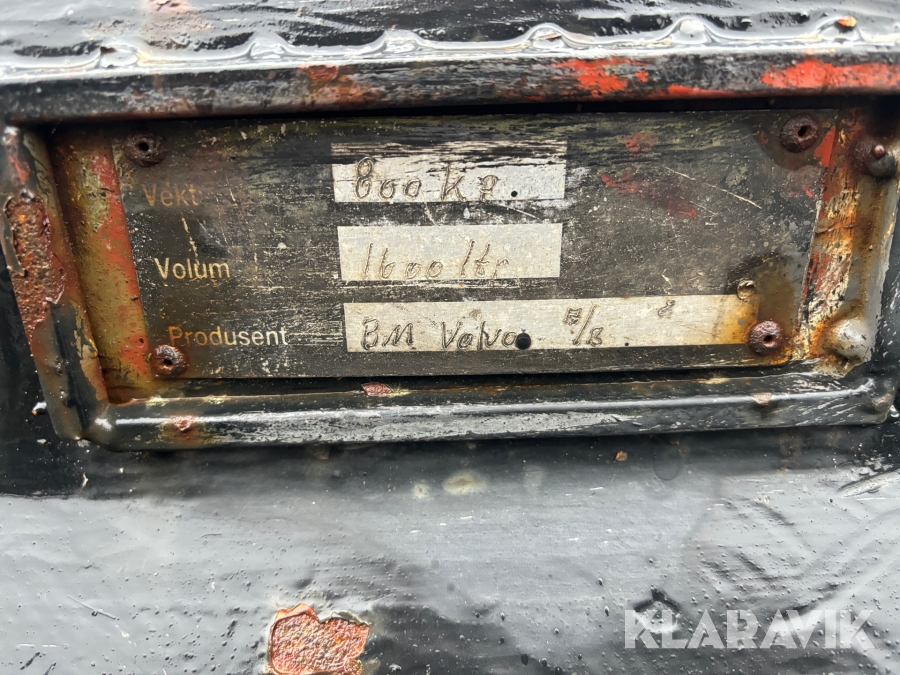 Vekt 800 kg.
Volum 1600 ltr
Produsent BM Volvo
KLARAVIK